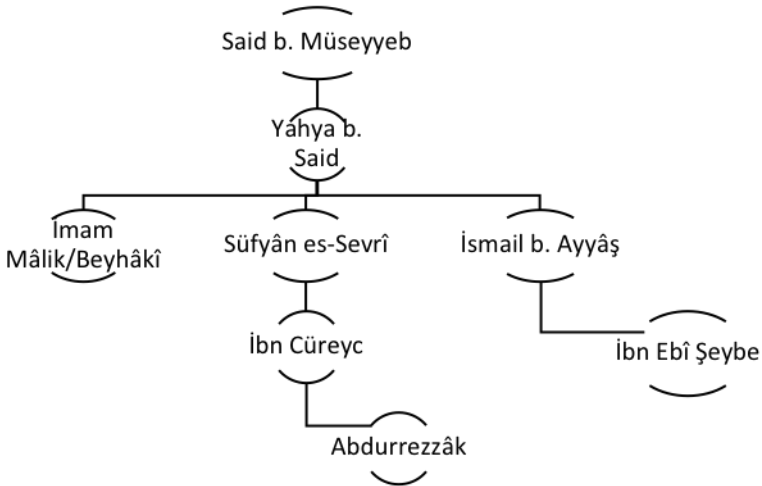 Said b. Müseyyeb
Yahya b.
Said
İmam
Mâlik/Beyhâkî
Süfyân es-Sevrî
İsmail b. Ayyâş
İbn Cüreyc
İbn Ebî Şeybe
Abdurrezzâk